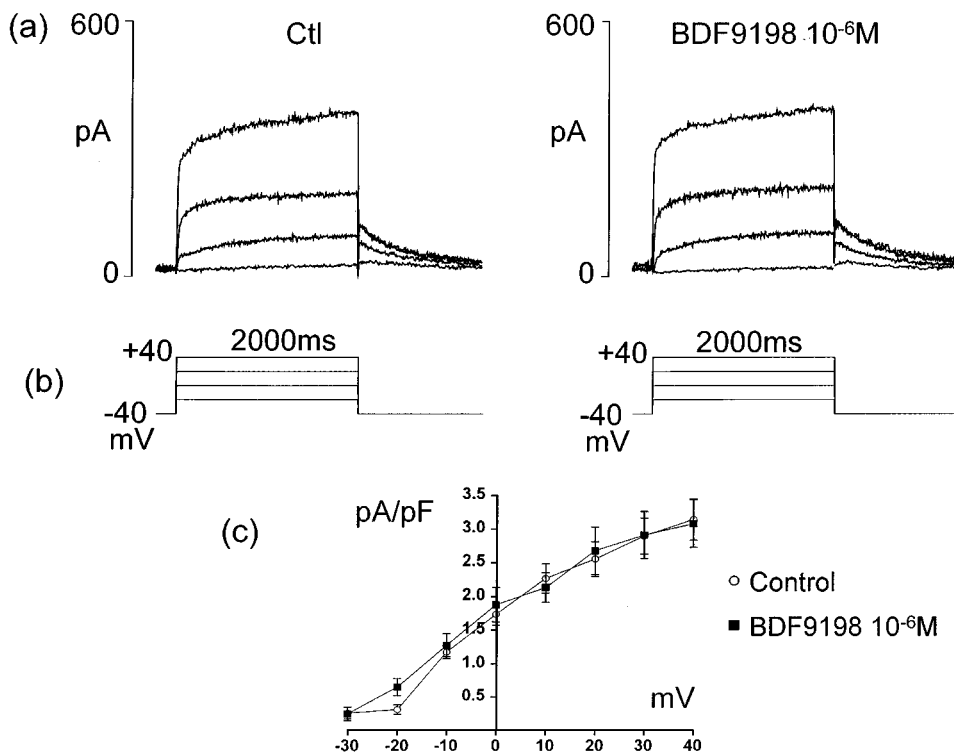 (a)
600
Ctl
pA
0
600
BDF9198 10⁻⁶M
pA
0
(b)
+40
2000ms
-40
mV
+40
2000ms
-40
mV
(c)
pA/pF
3.5
3.0
2.5
2.0
1.5
1.0
0.5
mV
-30 -20 -10 0 10 20 30 40
Control
BDF9198 10⁻⁶M